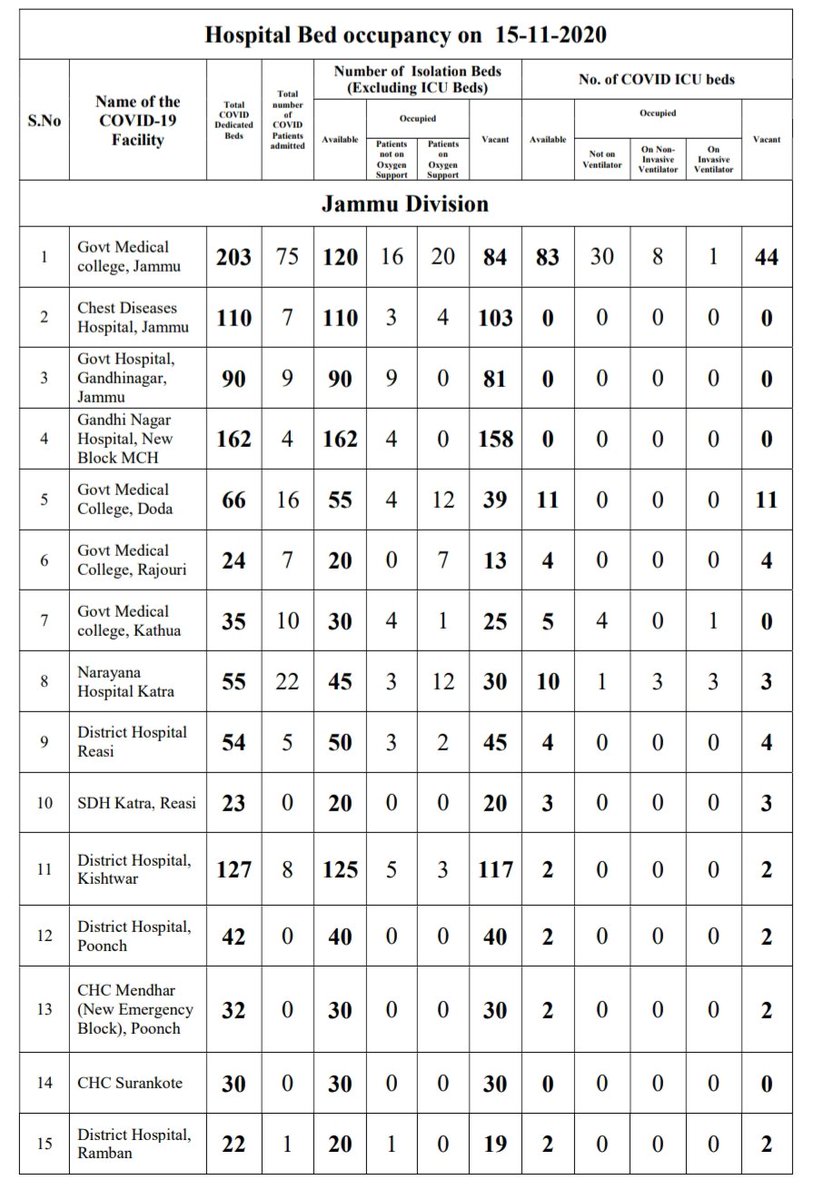 Hospital Bed occupancy on 15-11-2020
S.No
Name of the
COVID-19
Facility
Total
COVID
Dedicated
Beds
Total
number
of
COVID
Patients
admitted
Number of Isolation Beds
(Excluding ICU Beds)
No. of COVID ICU beds
Available
Occupied
Vacant
Available
Occupied
Vacant
Patients
not on
Oxygen
Support
Patients
on
Oxygen
Support
Not on
Ventilator
On Non-
Invasive
Ventilator
On
Invasive
Ventilator
Jammu Division
1 Govt Medical
college, Jammu 203 75 120 16 20 84 83 30 8 1 44
2 Chest Diseases
Hospital, Jammu 110 7 110 3 4 103 0 0 0 0 0
3 Govt Hospital,
Gandhinagar,
Jammu 90 9 90 9 0 81 0 0 0 0 0
4 Gandhi Nagar
Hospital, New
Block MCH 162 4 162 4 0 158 0 0 0 0 0
5 Govt Medical
College, Doda 66 16 55 4 12 39 11 0 0 0 11
6 Govt Medical
College, Rajouri 24 7 20 0 7 13 4 0 0 0 4
7 Govt Medical
college, Kathua 35 10 30 4 1 25 5 4 0 1 0
8 Narayana
Hospital Katra 55 22 45 3 12 30 10 1 3 3 3
9 District Hospital
Reasi 54 5 50 3 2 45 4 0 0 0 4
10 SDH Katra, Reasi 23 0 20 0 0 20 3 0 0 0 3
11 District Hospital,
Kishtwar 127 8 125 5 3 117 2 0 0 0 2
12 District Hospital,
Poonch 42 0 40 0 0 40 2 0 0 0 2
13 CHC Mendhar
(New Emergency
Block), Poonch 32 0 30 0 0 30 2 0 0 0 2
14 CHC Surankote 30 0 30 0 0 30 0 0 0 0 0
15 District Hospital,
Ramban 22 1 20 1 0 19 2 0 0 0 2